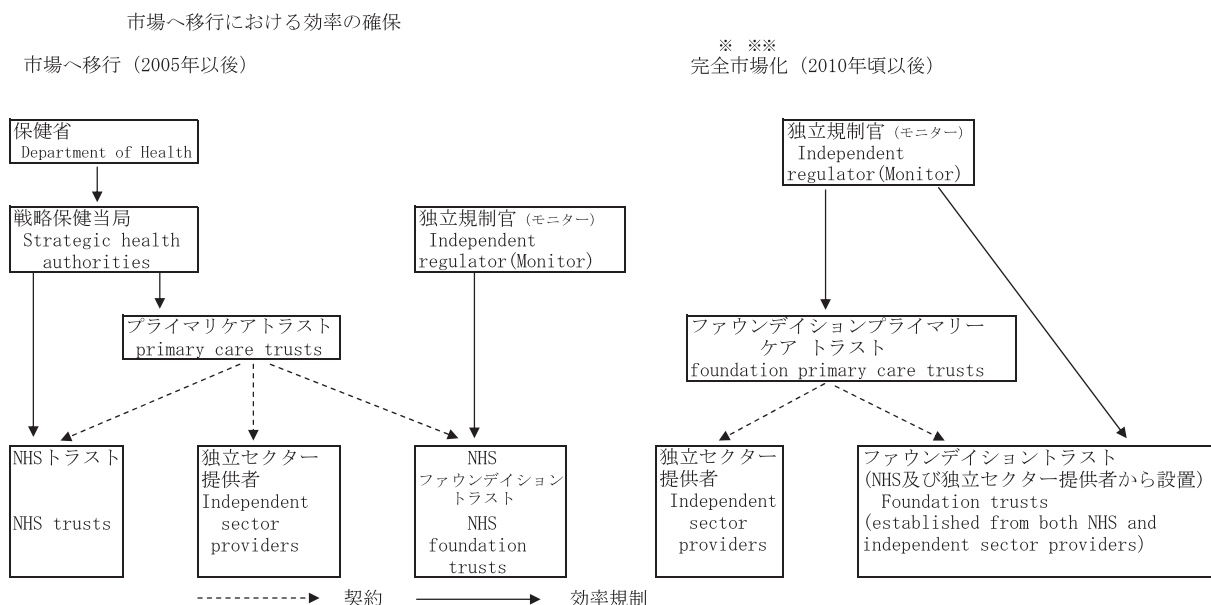 市場へ移行における効率の確保
市場へ移行（2005年以後）
※ ※※
完全市場化（2010年頃以後）
保健省
Department of Health
戦略保健当局
Strategic health
authorities
独立規制官（モニター）
Independent
regulator(Monitor)
プライマリケアトラスト
primary care trusts
NHSトラスト
NHS trusts
独立セクター
提供者
Independent
sector
providers
NHS
ファウンデイション
トラスト
NHS
foundation
trusts
独立規制官（モニター）
Independent
regulator(Monitor)
ファウンデイションプライマリー
ケア トラスト
foundation primary care trusts
独立セクター
提供者
Independent
sector
providers
ファウンデイショントラスト
(NHS及び独立セクター提供者から設置)
Foundation trusts
(established from both NHS and
independent sector providers)
契約
効率規制